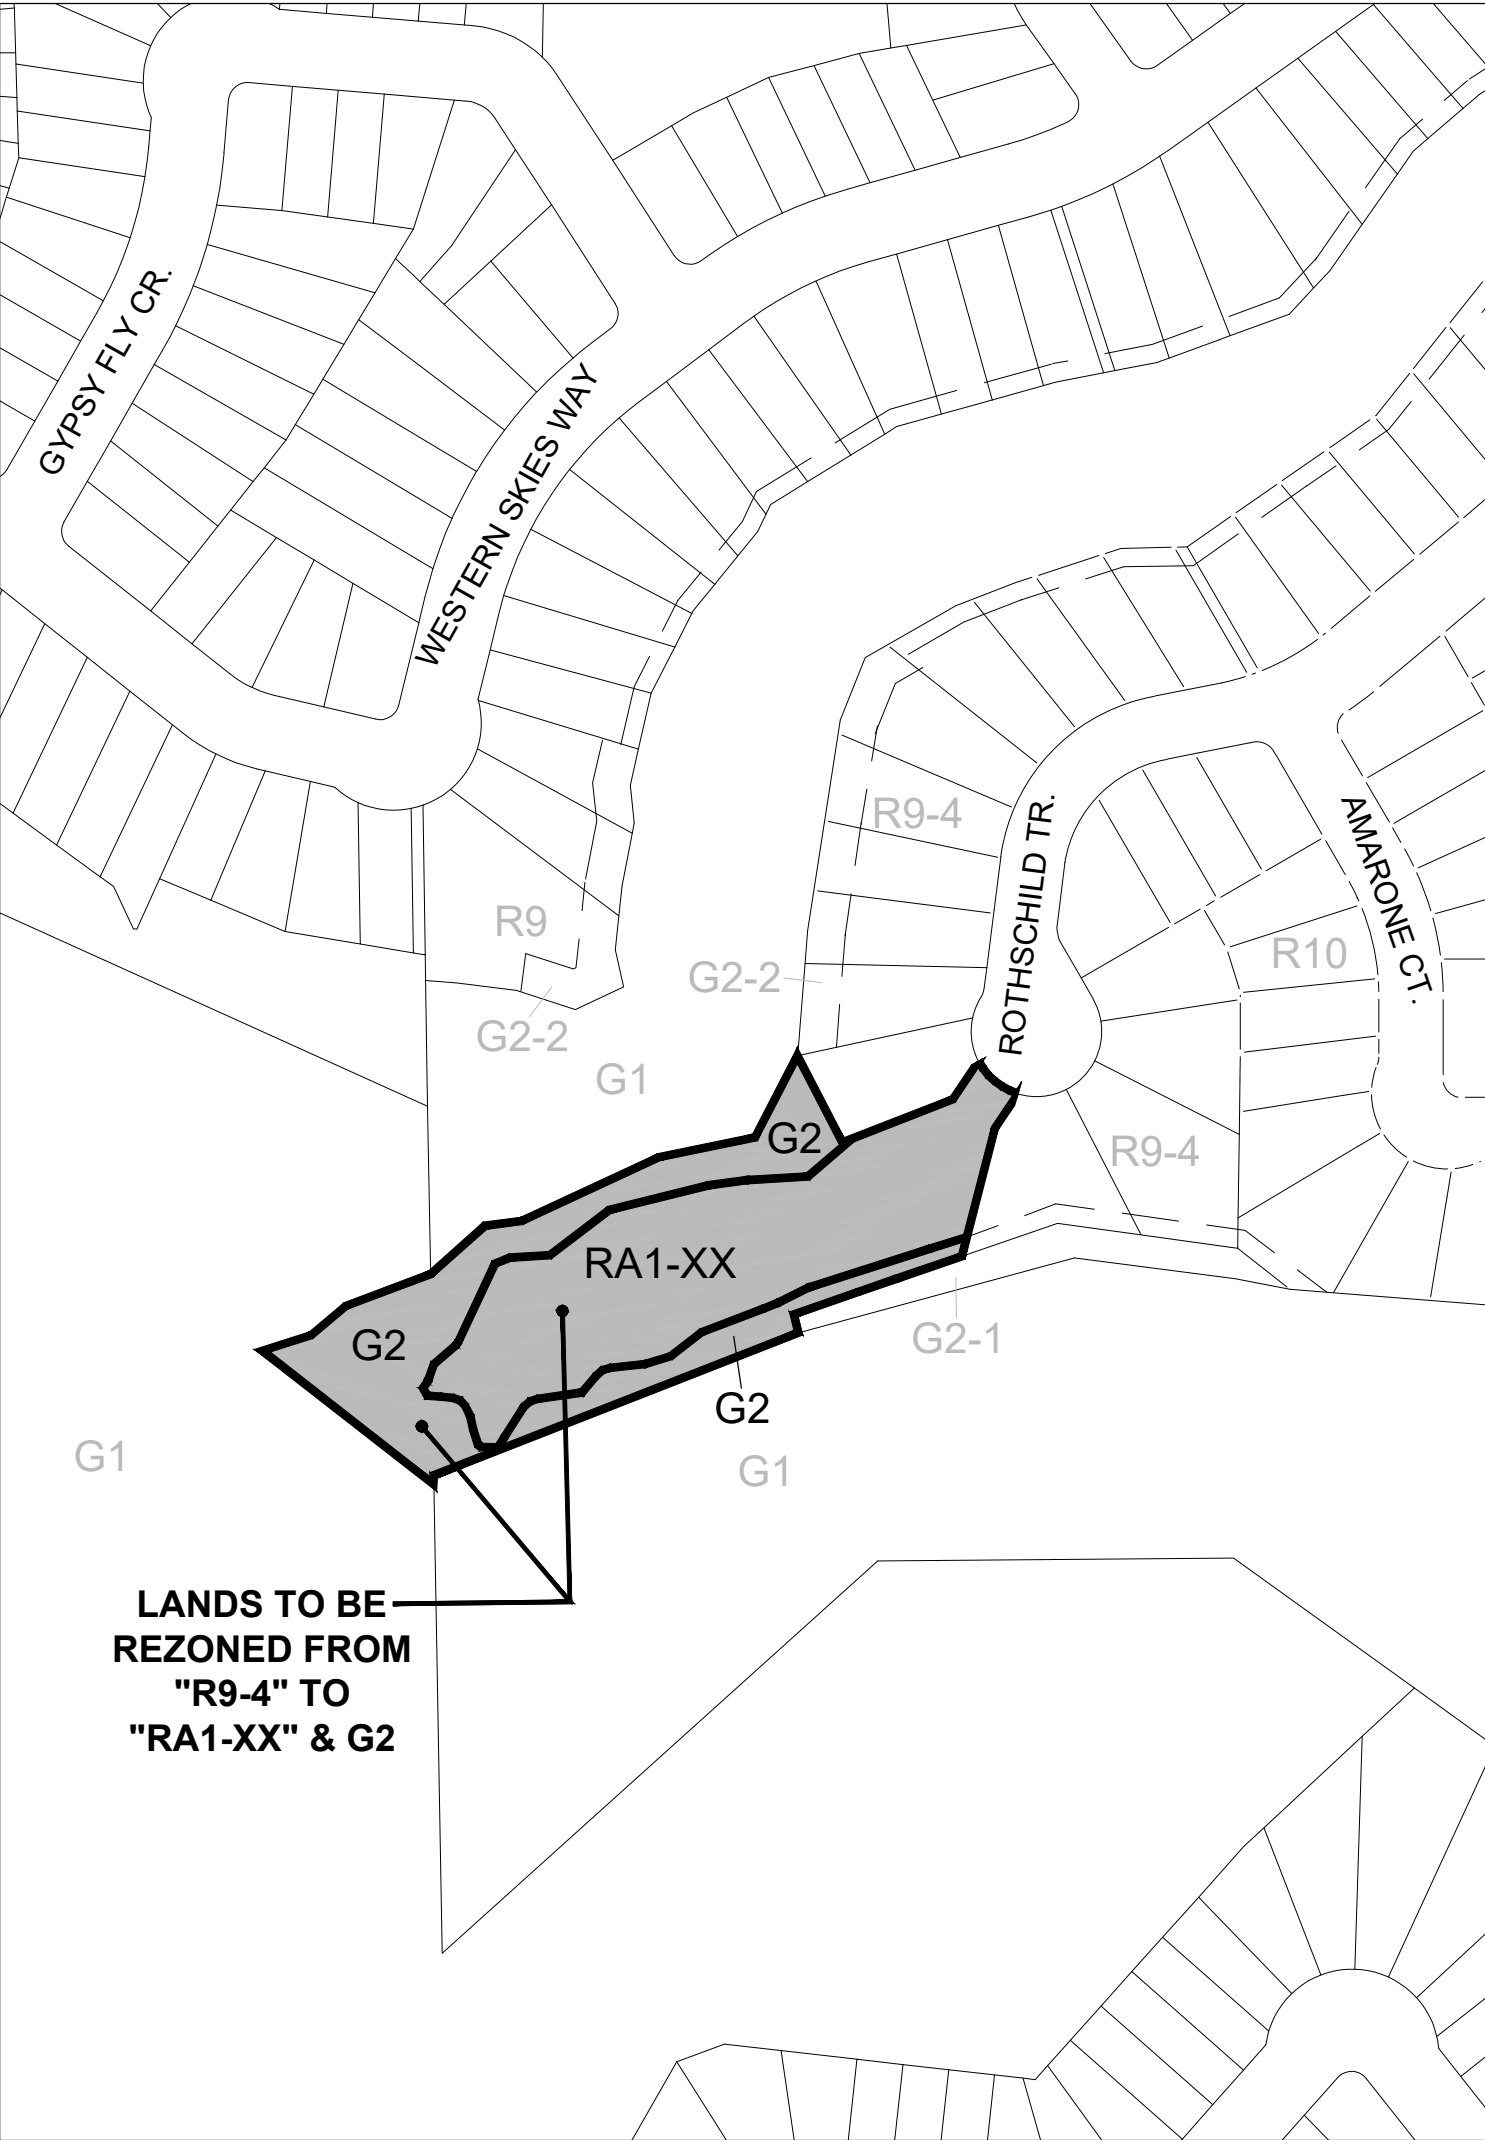 GYPSY FLY CR.
WESTERN SKIES WAY
R9-4
ROTHSCHILD TR.
AMARONE CT.
R9
R10
G2-2
G2-2
G1
G2
R9-4
RA1-XX
G2
G2-1
G2
G1
G1
LANDS TO BE
REZONED FROM
"R9-4" TO
"RA1-XX" & G2